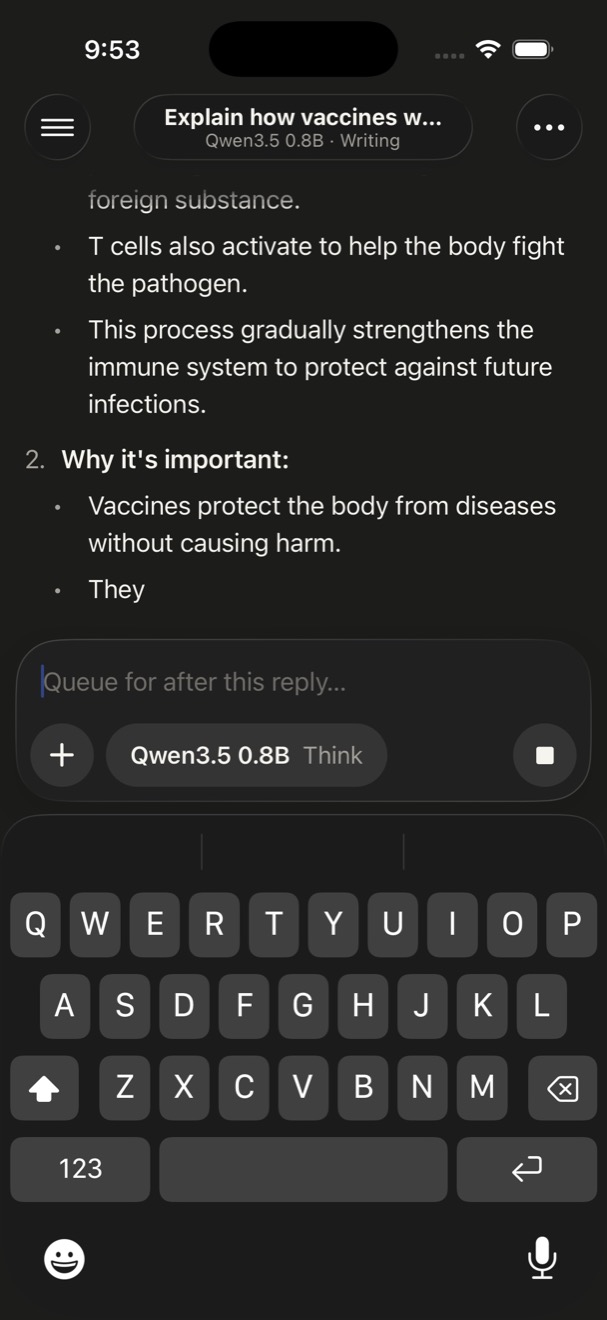 9:53
Explain how vaccines w...
Qwen3.5 0.8B · Writing
foreign substance.
• T cells also activate to help the body fight
the pathogen.
• This process gradually strengthens the
immune system to protect against future
infections.
2. Why it's important:
• Vaccines protect the body from diseases
without causing harm.
• They
Queue for after this reply...
Qwen3.5 0.8B Think
Q W E R T Y U I O P
A S D F G H J K L
Z X C V B N M
123